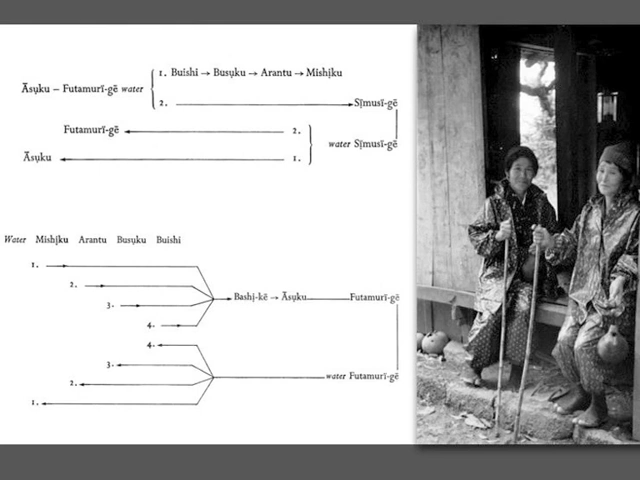 1. Buishi → Busụku → Arantu → Mishịku
Āsụku – Futamurī-gē water
2. Sịmusī-gē
Futamurī-gē 2.
water Sịmusī-gē
Āsụku 1.
Water Mishịku Arantu Busụku Buishi
1.
2.
3. Bashị-kē → Āsụku Futamurī-gē
4.
4.
3.
2. water Futamurī-gē
1.